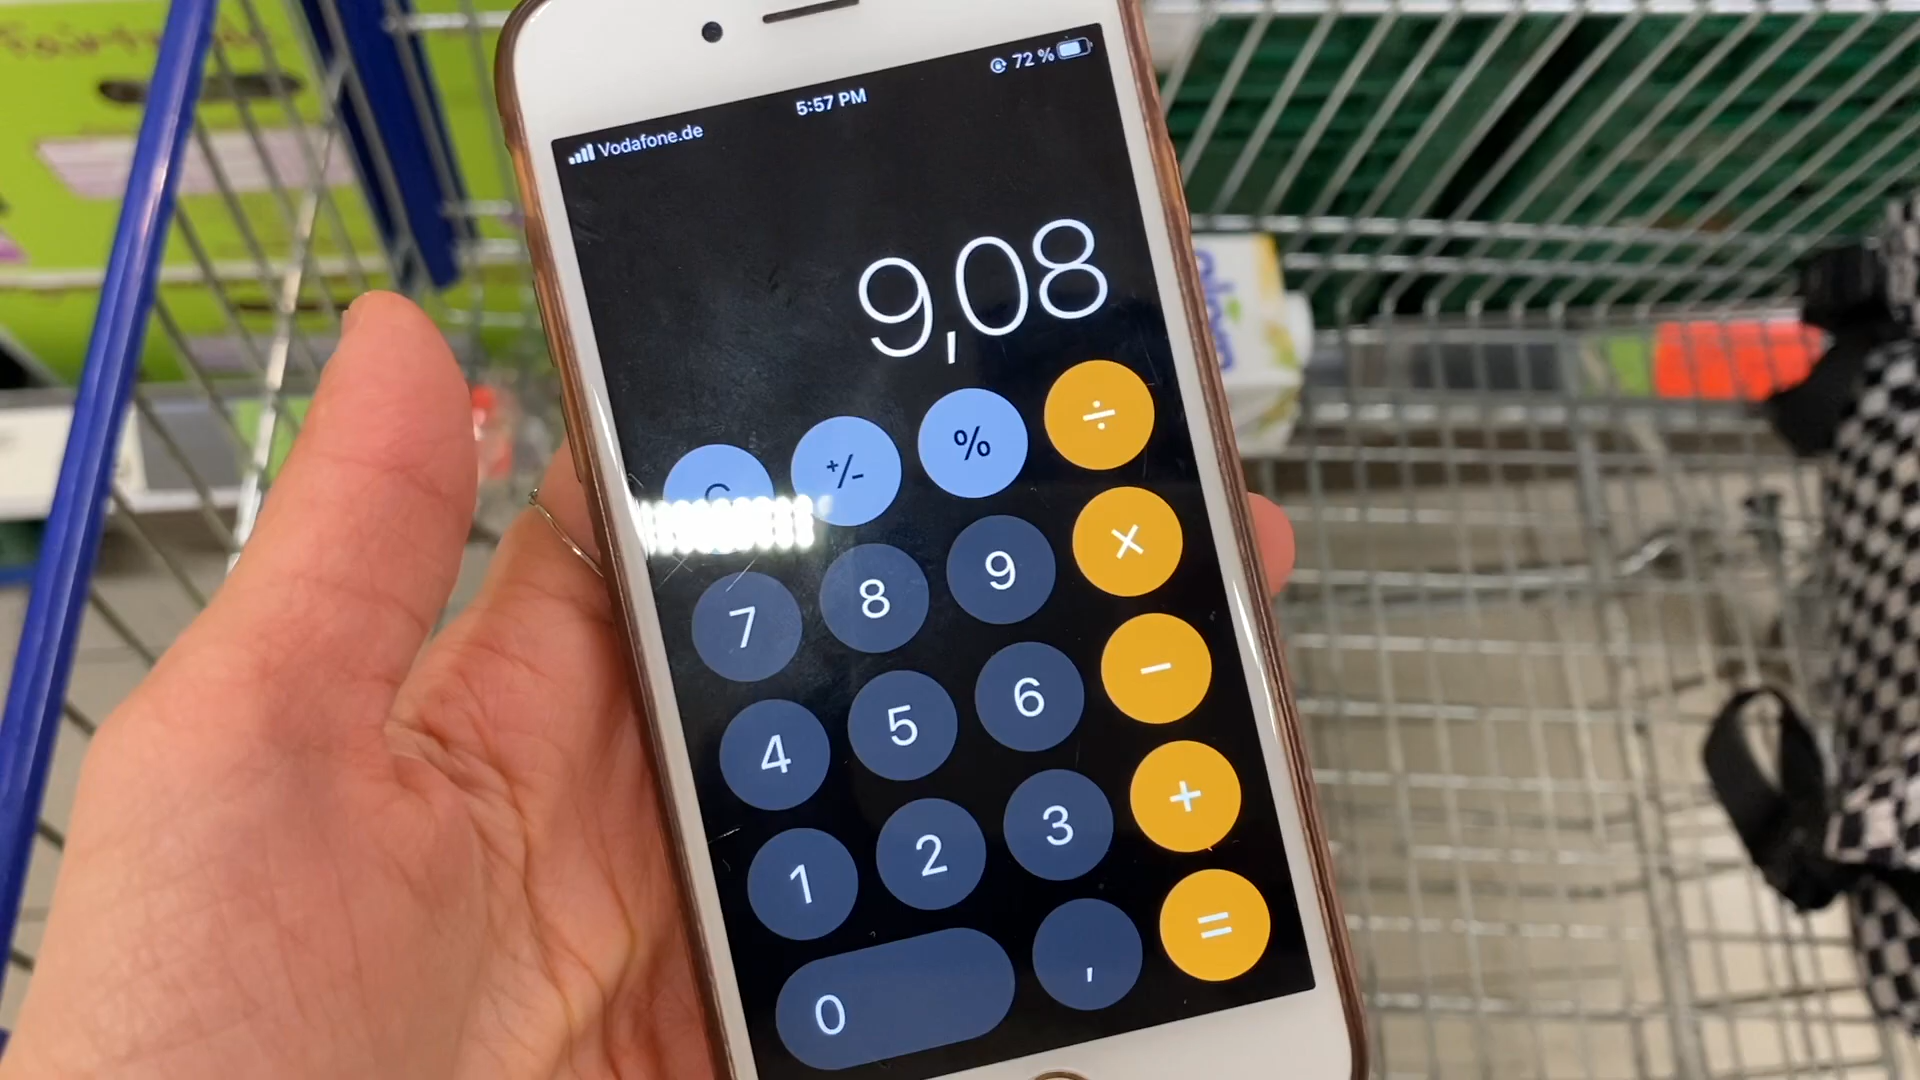 72 %
5:57 PM
Vodafone.de
9,08
C +/- % ÷
7 8 9 ×
4 5 6 −
1 2 3 +
0 , =